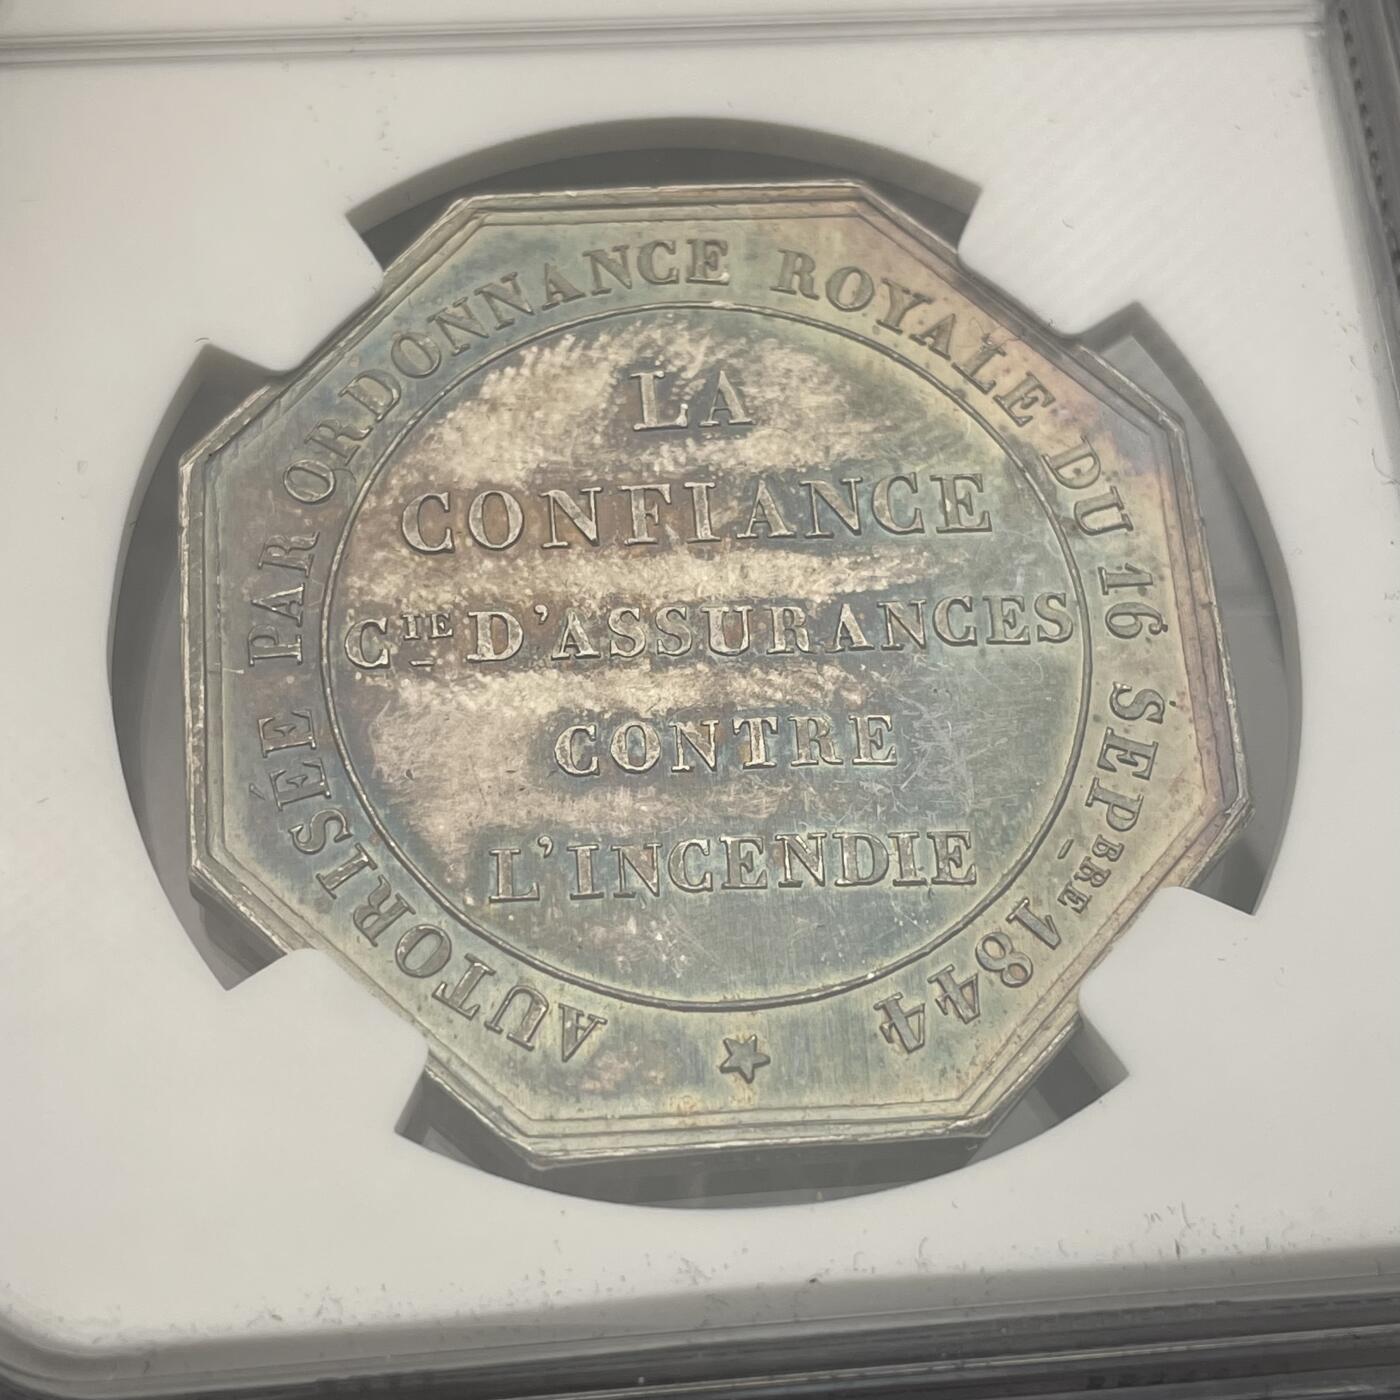 AUTORISÉE PAR ORDONNANCE ROYALE DU 16 SEPBRE 1844
LA
CONFIANCE
CIE D'ASSURANCES
CONTRE
L'INCENDIE